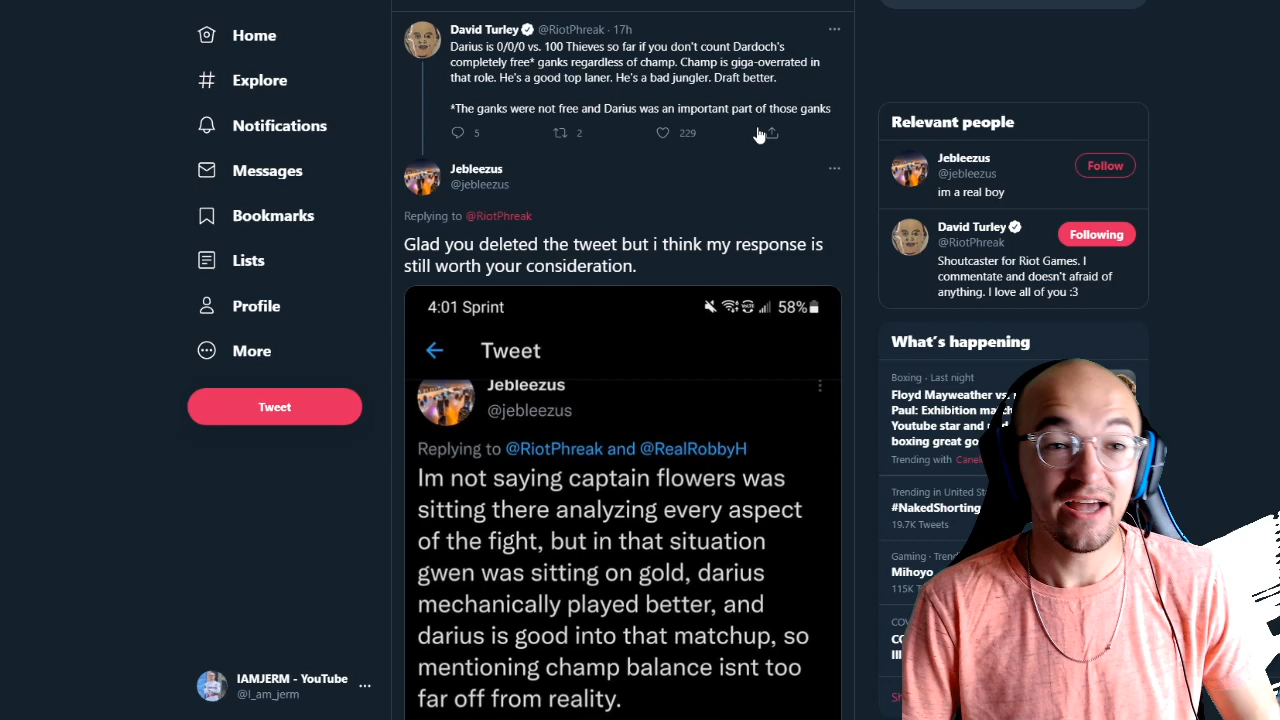 Home
Explore
Notifications
Messages
Bookmarks
Lists
Profile
More
Tweet
IAMJERM - YouTube
@I_am_jerm
David Turley @RiotPhreak · 17h
Darius is 0/0/0 vs. 100 Thieves so far if you don't count Dardoch's
completely free* ganks regardless of champ. Champ is giga-overrated in
that role. He's a good top laner. He's a bad jungler. Draft better.
*The ganks were not free and Darius was an important part of those ganks
5 2 229
Jebleezus
@jebleezus
Replying to @RiotPhreak
Glad you deleted the tweet but i think my response is
still worth your consideration.
4:01 Sprint 58%
Tweet
Jebleezus
@jebleezus
Replying to @RiotPhreak and @RealRobbyH
Im not saying captain flowers was
sitting there analyzing every aspect
of the fight, but in that situation
gwen was sitting on gold, darius
mechanically played better, and
darius is good into that matchup, so
mentioning champ balance isnt too
far off from reality.
Relevant people
Jebleezus
@jebleezus
Follow
im a real boy
David Turley
@RiotPhreak
Following
Shoutcaster for Riot Games. I
commentate and doesn't afraid of
anything. I love all of you :3
What's happening
Boxing · Last night
Floyd Mayweather vs.
Paul: Exhibition
Youtube star and
boxing great
Trending with
Trending in United
#NakedShorting
19.7K Tweets
Gaming ·
Mihoyo
115K